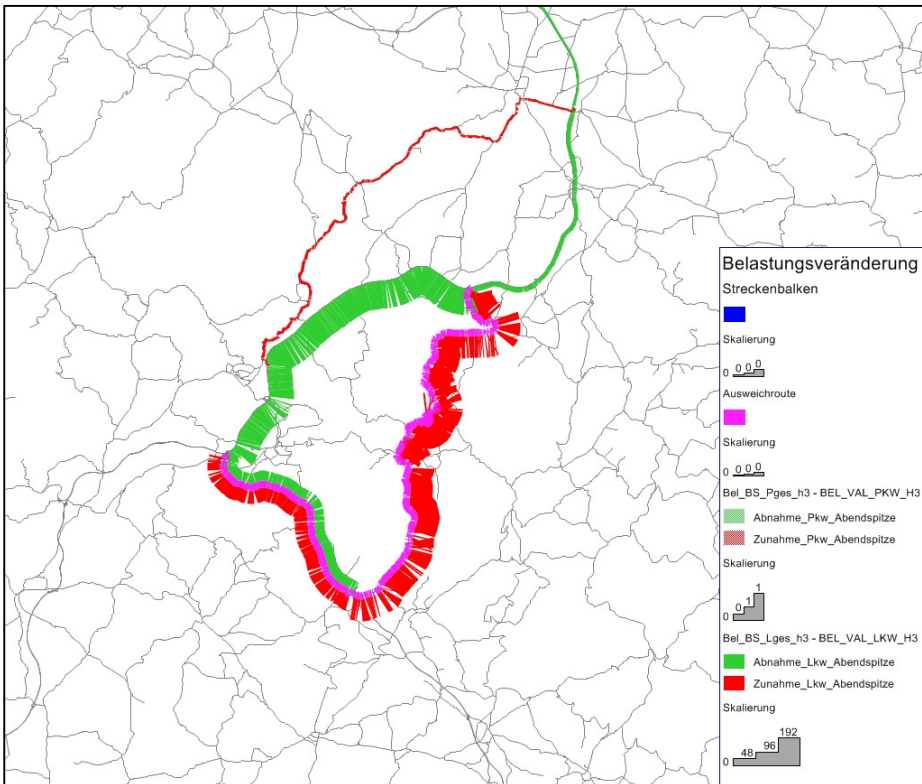 Belastungsveränderung
Streckenbalken
Skalierung
0 0 0 0
Ausweichroute
Skalierung
0 0 0 0
Bel_BS_Pges_h3 - BEL_VAL_PKW_H3
Abnahme_Pkw_Abendspitze
Zunahme_Pkw_Abendspitze
Skalierung
0 0 1 1
Bel_BS_Lges_h3 - BEL_VAL_LKW_H3
Abnahme_Lkw_Abendspitze
Zunahme_Lkw_Abendspitze
Skalierung
0 48 96 192